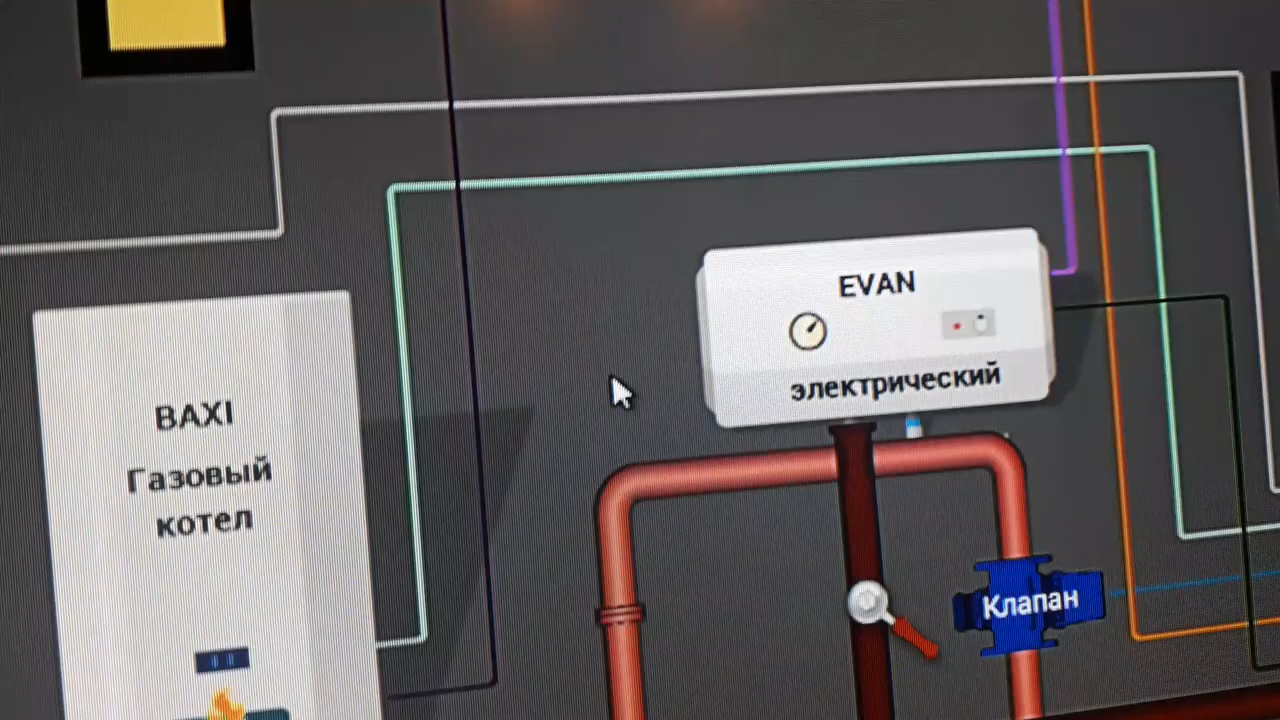 EVAN
электрический
BAXI
Газовый
котел
Клапан